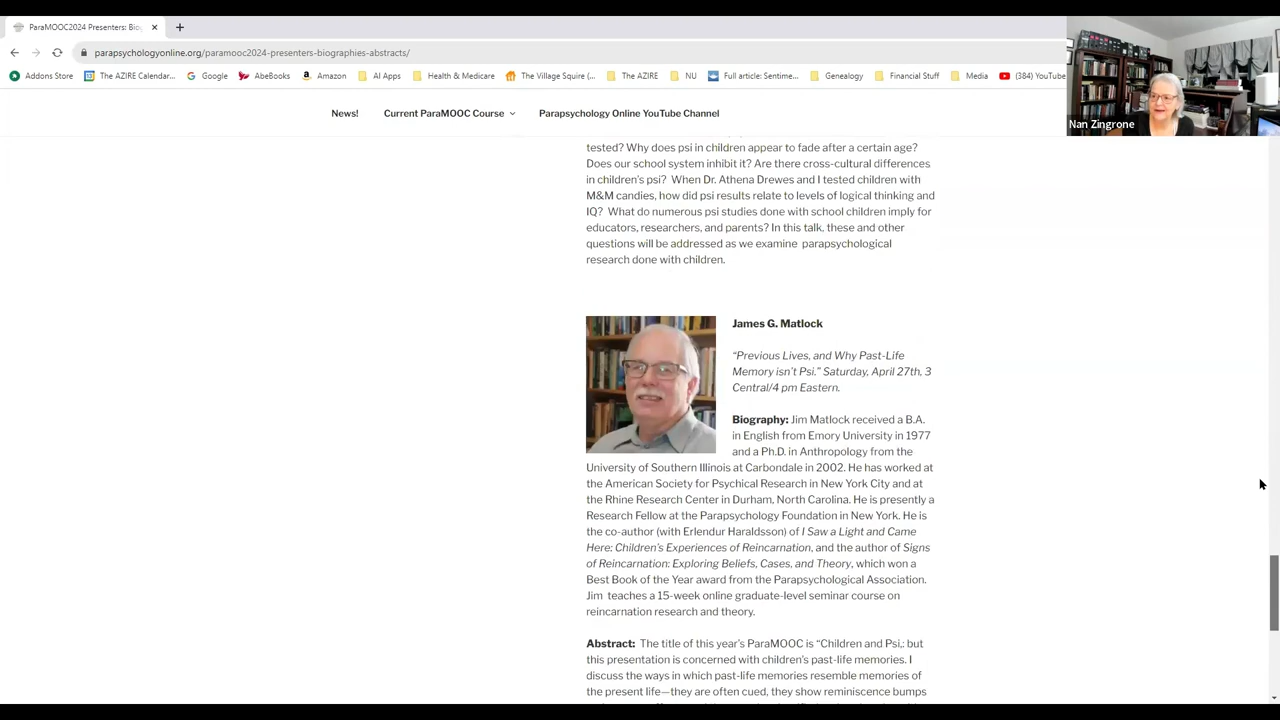 ParaMOOC2024 Presenters: Bio
parapsychologyonline.org/paramooc2024-presenters-biographies-abstracts/
Addons Store
The AZIRE Calendar...
Google
AbeBooks
Amazon
AI Apps
Health & Medicare
The Village Squire (...
The AZIRE
NU
Full article: Sentime...
Genealogy
Financial Stuff
Media
(384) YouTube
Nan Zingrone
News!
Current ParaMOOC Course
Parapsychology Online YouTube Channel
tested? Why does psi in children appear to fade after a certain age?
Does our school system inhibit it? Are there cross-cultural differences
in children's psi?  When Dr. Athena Drewes and I tested children with
M&M candies, how did psi results relate to levels of logical thinking and
IQ?  What do numerous psi studies done with school children imply for
educators, researchers, and parents? In this talk. these and other
questions will be addressed as we examine  parapsychological
research done with children.
James G. Matlock
“Previous Lives, and Why Past-Life
Memory isn't Psi.” Saturday, April 27th, 3
Central/4 pm Eastern.
Biography: Jim Matlock received a B.A.
in English from Emory University in 1977
and a Ph.D. in Anthropology from the
University of Southern Illinois at Carbondale in 2002. He has worked at
the American Society for Psychical Research in New York City and at
the Rhine Research Center in Durham, North Carolina. He is presently a
Research Fellow at the Parapsychology Foundation in New York. He is
the co-author (with Erlendur Haraldsson) of I Saw a Light and Came
Here: Children's Experiences of Reincarnation, and the author of Signs
of Reincarnation: Exploring Beliefs, Cases, and Theory, which won a
Best Book of the Year award from the Parapsychological Association.
Jim  teaches a 15-week online graduate-level seminar course on
reincarnation research and theory.
Abstract:  The title of this year's ParaMOOC is “Children and Psi,: but
this presentation is concerned with children's past-life memories. I
discuss the ways in which past-life memories resemble memories of
the present life—they are often cued, they show reminiscence bumps